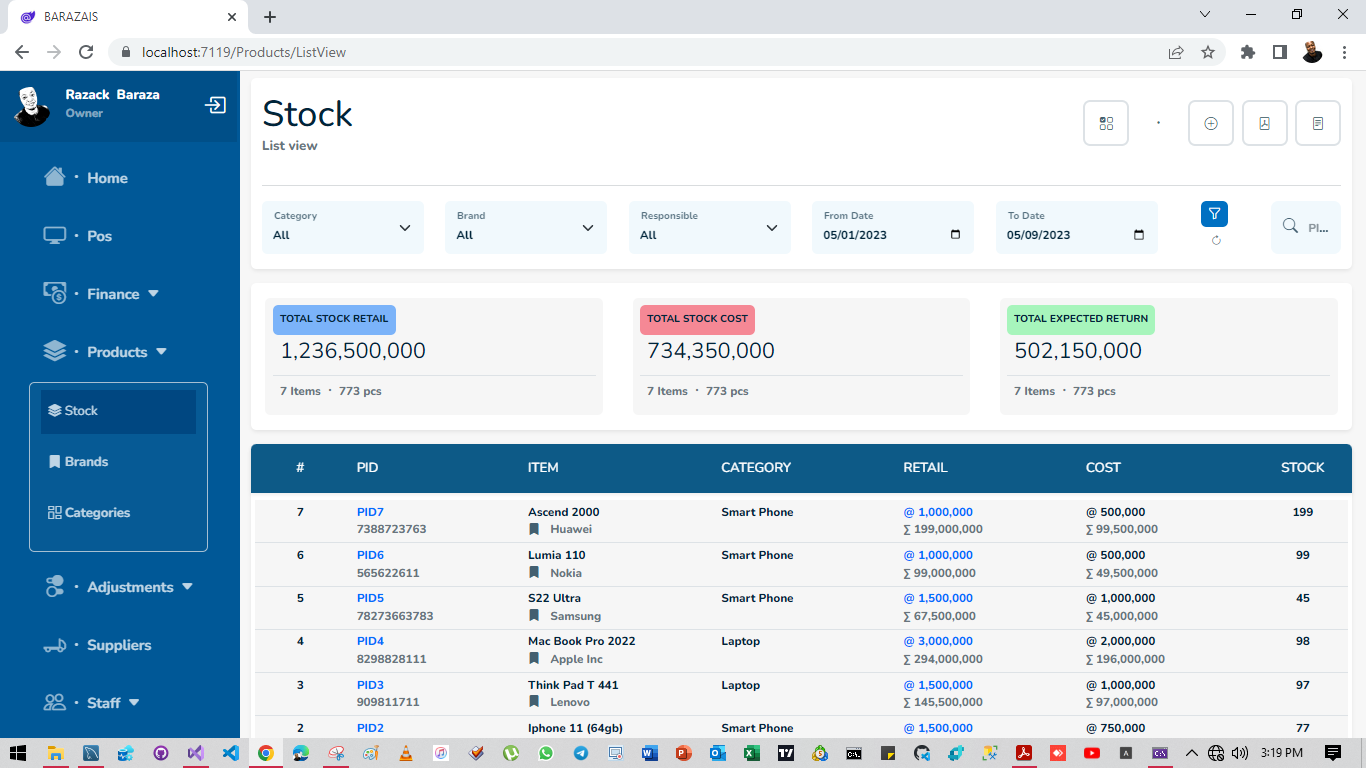 BARAZAIS
localhost:7119/Products/ListView
Razack Baraza
Owner
Home
Pos
Finance
Products
Stock
Brands
Categories
Adjustments
Suppliers
Staff
Stock
List view
Category
All
Brand
All
Responsible
All
From Date
05/01/2023
To Date
05/09/2023
PI...
TOTAL STOCK RETAIL
1,236,500,000
7 Items · 773 pcs
TOTAL STOCK COST
734,350,000
7 Items · 773 pcs
TOTAL EXPECTED RETURN
502,150,000
7 Items · 773 pcs
# PID ITEM CATEGORY RETAIL COST STOCK
7 PID7 Ascend 2000 Smart Phone @ 1,000,000 @ 500,000 199
7388723763 Huawei ∑ 199,000,000 ∑ 99,500,000
6 PID6 Lumia 110 Smart Phone @ 1,000,000 @ 500,000 99
565622611 Nokia ∑ 99,000,000 ∑ 49,500,000
5 PID5 S22 Ultra Smart Phone @ 1,500,000 @ 1,000,000 45
78273663783 Samsung ∑ 67,500,000 ∑ 45,000,000
4 PID4 Mac Book Pro 2022 Laptop @ 3,000,000 @ 2,000,000 98
8298828111 Apple Inc ∑ 294,000,000 ∑ 196,000,000
3 PID3 Think Pad T 441 Laptop @ 1,500,000 @ 1,000,000 97
909811711 Lenovo ∑ 145,500,000 ∑ 97,000,000
2 PID2 Iphone 11 (64gb) Smart Phone @ 1,500,000 @ 750,000 77
3:19 PM